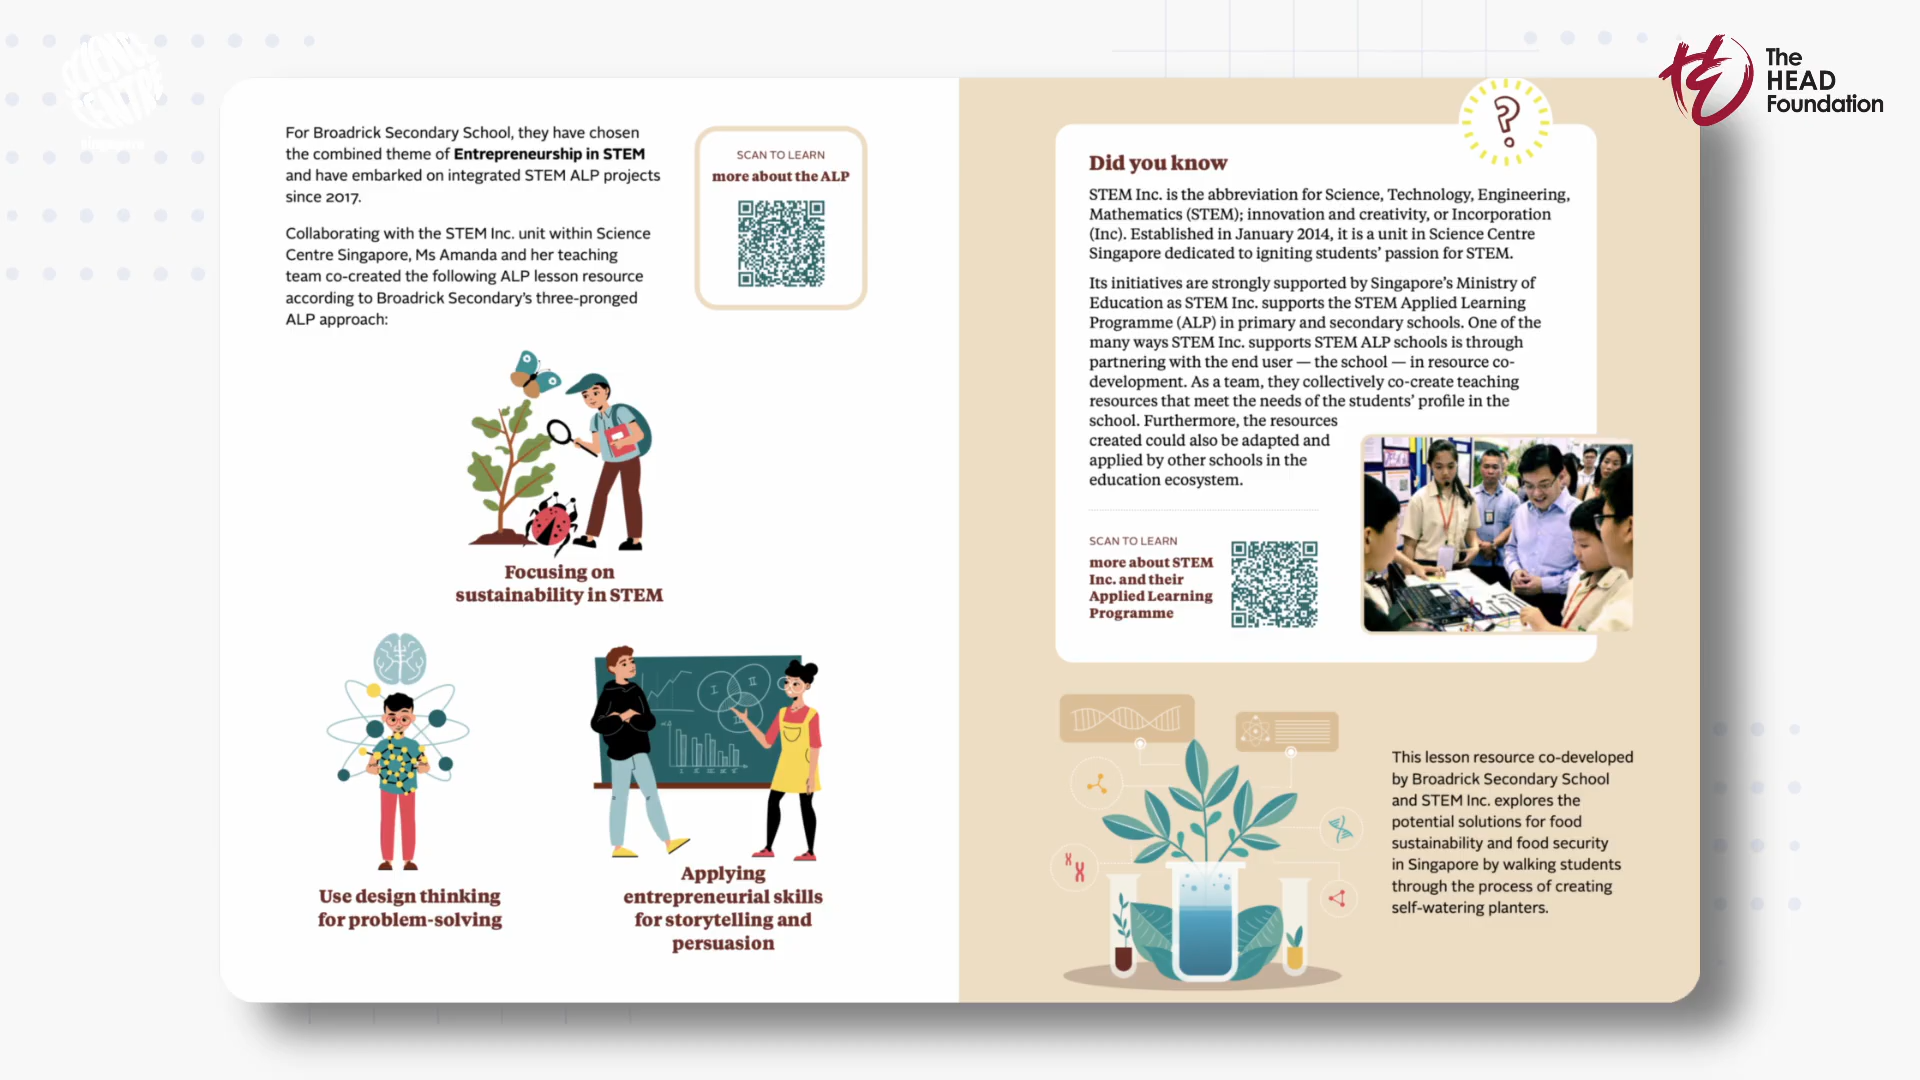 SCIENCE
CENTRE
The
HEAD
Foundation
For Broadrick Secondary School, they have chosen
the combined theme of Entrepreneurship in STEM
and have embarked on integrated STEM ALP projects
since 2017.
Collaborating with the STEM Inc. unit within Science
Centre Singapore, Ms Amanda and her teaching
team co-created the following ALP lesson resource
according to Broadrick Secondary's three-pronged
ALP approach:
SCAN TO LEARN
more about the ALP
Focusing on
sustainability in STEM
I
II
III
Use design thinking
for problem-solving
Applying
entrepreneurial skills
for storytelling and
persuasion
?
Did you know
STEM Inc. is the abbreviation for Science, Technology, Engineering,
Mathematics (STEM); innovation and creativity, or Incorporation
(Inc). Established in January 2014, it is a unit in Science Centre
Singapore dedicated to igniting students' passion for STEM.
Its initiatives are strongly supported by Singapore's Ministry of
Education as STEM Inc. supports the STEM Applied Learning
Programme (ALP) in primary and secondary schools. One of the
many ways STEM Inc. supports STEM ALP schools is through
partnering with the end user — the school — in resource co-
development. As a team, they collectively co-create teaching
resources that meet the needs of the students' profile in the
school. Furthermore, the resources
created could also be adapted and
applied by other schools in the
education ecosystem.
SCAN TO LEARN
more about STEM
Inc. and their
Applied Learning
Programme
This lesson resource co-developed
by Broadrick Secondary School
and STEM Inc. explores the
potential solutions for food
sustainability and food security
in Singapore by walking students
through the process of creating
self-watering planters.